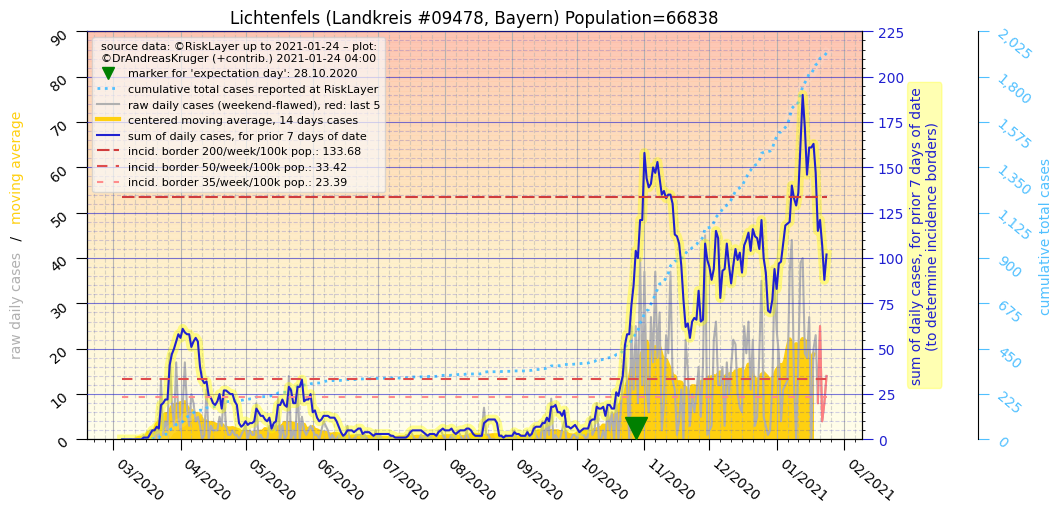 Lichtenfels (Landkreis #09478, Bayern) Population=66838
source data: ©RiskLayer up to 2021-01-24 – plot:
©DrAndreasKruger (+contrib.) 2021-01-24 04:00
marker for 'expectation day': 28.10.2020
cumulative total cases reported at RiskLayer
raw daily cases (weekend-flawed), red: last 5
centered moving average, 14 days cases
sum of daily cases, for prior 7 days of date
incid. border 200/week/100k pop.: 133.68
incid. border 50/week/100k pop.: 33.42
incid. border 35/week/100k pop.: 23.39
raw daily cases / moving average
90
80
70
60
50
40
30
20
10
0
225
200
175
150
125
100
75
50
25
0
sum of daily cases, for prior 7 days of date
(to determine incidence borders)
2,025
1,800
1,575
1,350
1,125
900
675
450
225
0
cumulative total cases
03/2020
04/2020
05/2020
06/2020
07/2020
08/2020
09/2020
10/2020
11/2020
12/2020
01/2021
02/2021